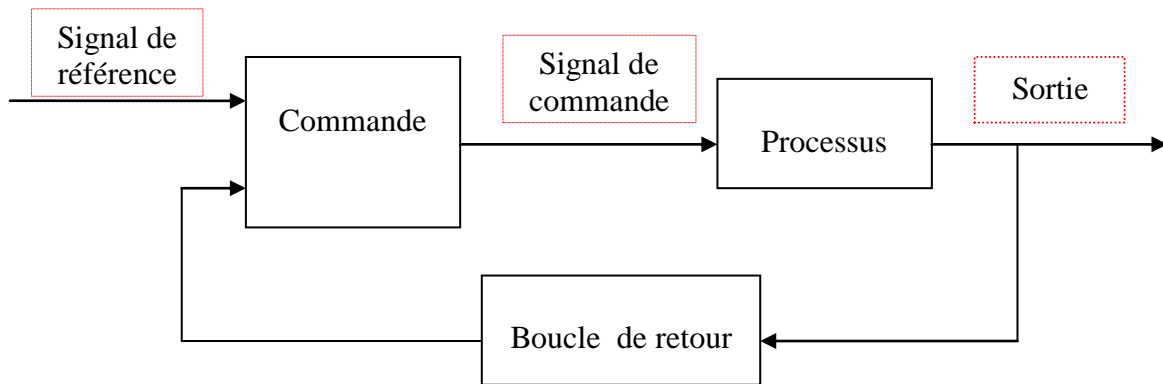 Signal de
référence
Commande
Signal de
commande
Processus
Sortie
Boucle de retour